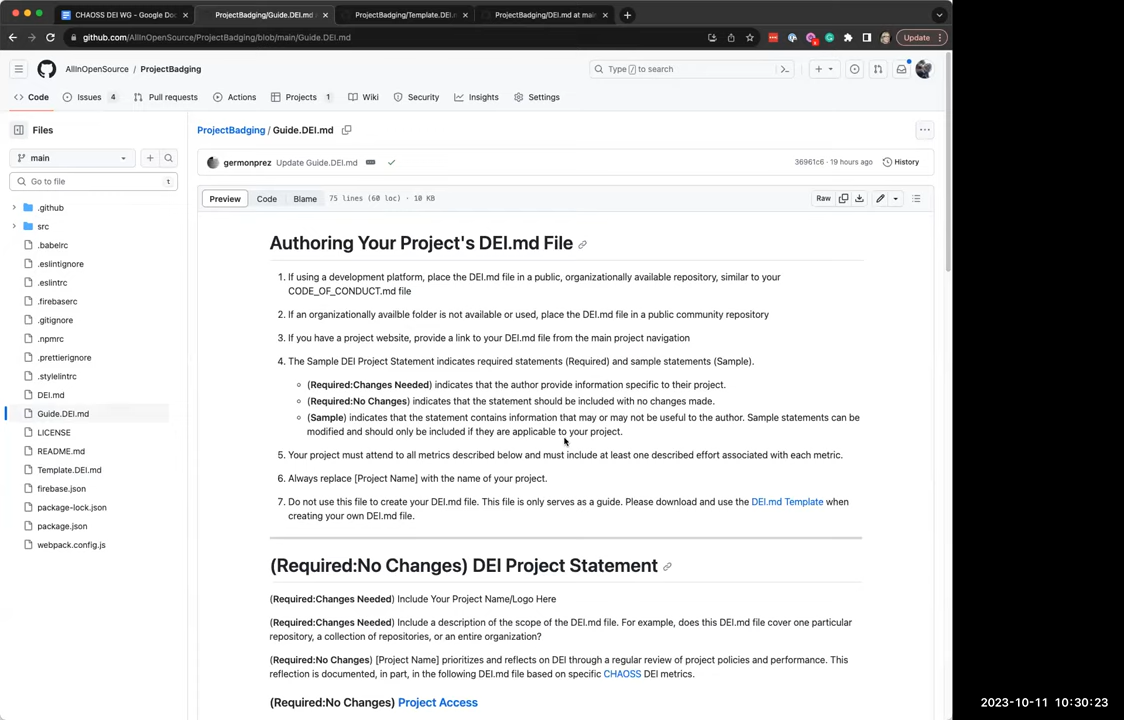 CHAOSS DEI WG - Google Doc
ProjectBadging/Guide.DEI.md
ProjectBadging/Template.DEI.m
ProjectBadging/DEI.md at main
github.com/AllInOpenSource/ProjectBadging/blob/main/Guide.DEI.md
Update
AllInOpenSource / ProjectBadging
Type / to search
Code
Issues 4
Pull requests
Actions
Projects 1
Wiki
Security
Insights
Settings
Files
main
Go to file t
.github
src
.babelrc
.eslintignore
.eslintrc
.firebaserc
.gitignore
.npmrc
.prettierignore
.stylelintrc
DEI.md
Guide.DEI.md
LICENSE
README.md
Template.DEI.md
firebase.json
package-lock.json
package.json
webpack.config.js
ProjectBadging / Guide.DEI.md
germonprez Update Guide.DEI.md
36961c6 · 19 hours ago
History
Preview
Code
Blame
75 lines (60 loc) · 10 KB
Raw
Authoring Your Project's DEI.md File
1. If using a development platform, place the DEI.md file in a public, organizationally available repository, similar to your
CODE_OF_CONDUCT.md file
2. If an organizationally availble folder is not available or used, place the DEI.md file in a public community repository
3. If you have a project website, provide a link to your DEI.md file from the main project navigation
4. The Sample DEI Project Statement indicates required statements (Required) and sample statements (Sample).
(Required:Changes Needed) indicates that the author provide information specific to their project.
(Required:No Changes) indicates that the statement should be included with no changes made.
(Sample) indicates that the statement contains information that may or may not be useful to the author. Sample statements can be
modified and should only be included if they are applicable to your project.
5. Your project must attend to all metrics described below and must include at least one described effort associated with each metric.
6. Always replace [Project Name] with the name of your project.
7. Do not use this file to create your DEI.md file. This file is only serves as a guide. Please download and use the DEI.md Template when
creating your own DEI.md file.
(Required:No Changes) DEI Project Statement
(Required:Changes Needed) Include Your Project Name/Logo Here
(Required:Changes Needed) Include a description of the scope of the DEI.md file. For example, does this DEI.md file cover one particular
repository, a collection of repositories, or an entire organization?
(Required:No Changes) [Project Name] prioritizes and reflects on DEI through a regular review of project policies and performance. This
reflection is documented, in part, in the following DEI.md file based on specific CHAOSS DEI metrics.
(Required:No Changes) Project Access
2023-10-11 10:30:23